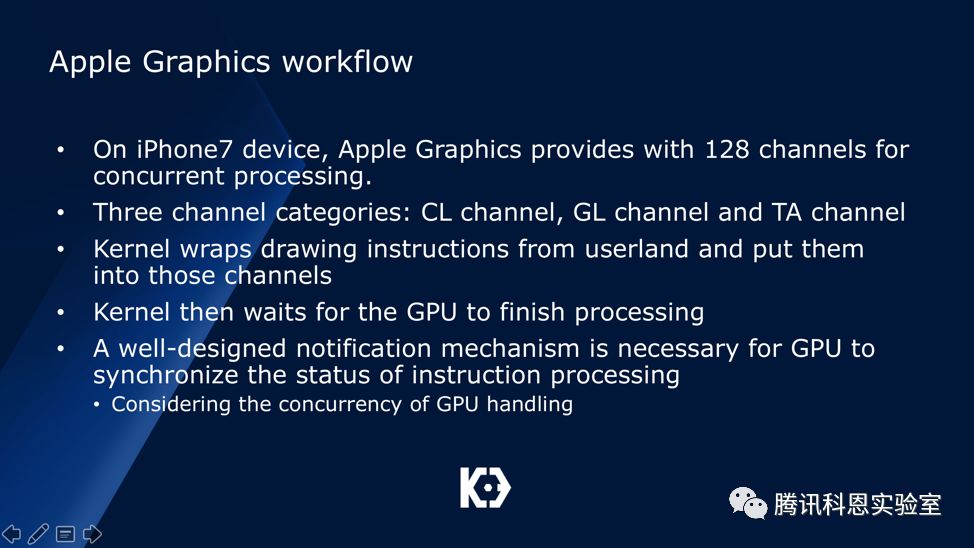 Apple Graphics workflow
• On iPhone7 device, Apple Graphics provides with 128 channels for
concurrent processing.
• Three channel categories: CL channel, GL channel and TA channel
• Kernel wraps drawing instructions from userland and put them
into those channels
• Kernel then waits for the GPU to finish processing
• A well-designed notification mechanism is necessary for GPU to
synchronize the status of instruction processing
• Considering the concurrency of GPU handling
腾讯科恩实验室